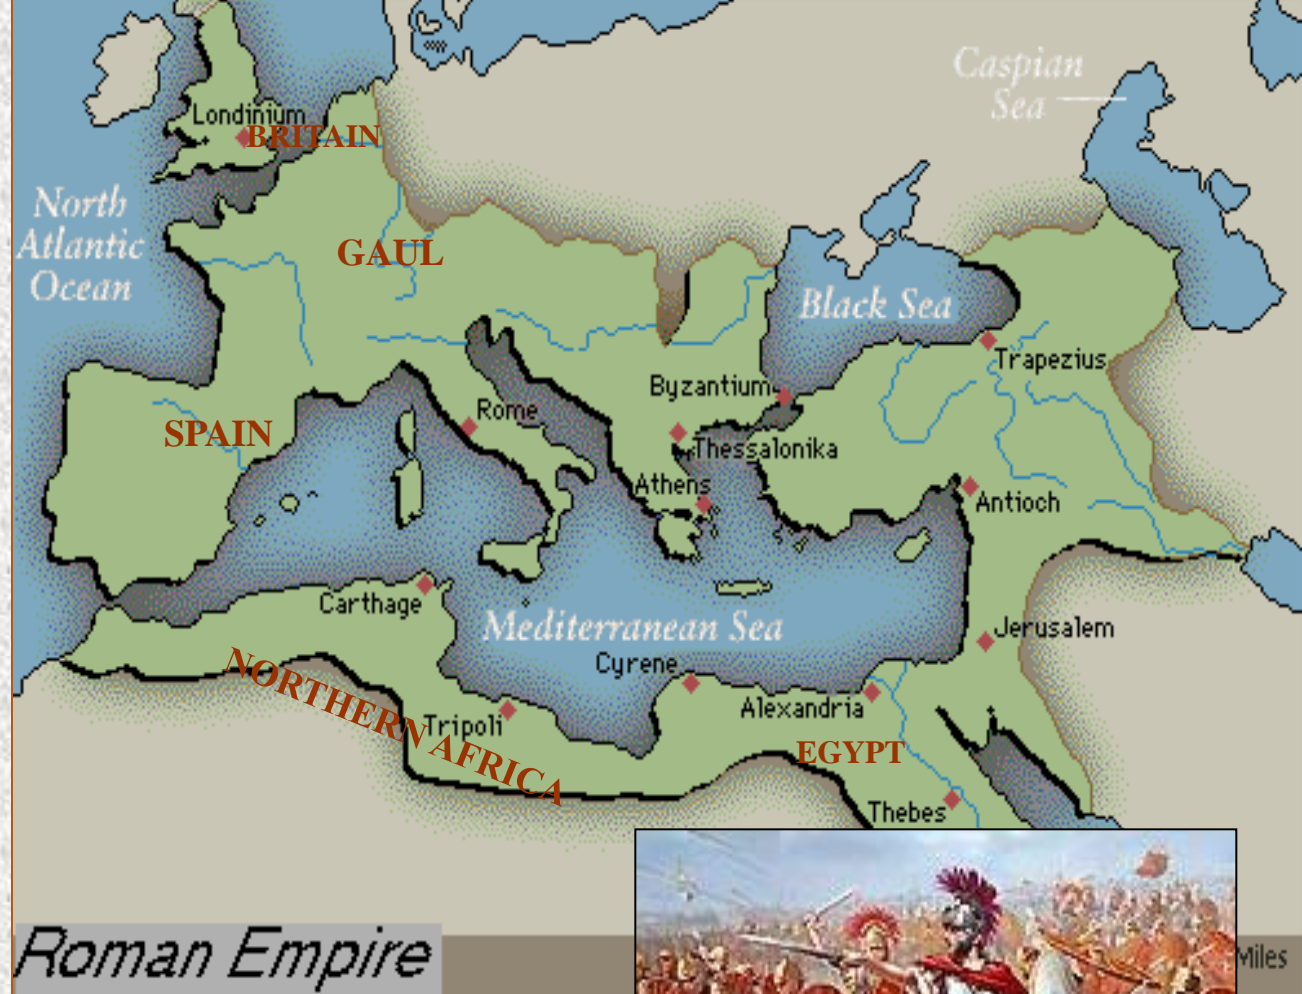 Caspian
Sea
Londinium
BRITAIN
North
Atlantic
Ocean
GAUL
Black Sea
Trapezius
Byzantium
Rome
SPAIN
Thessalonika
Athens
Antioch
Carthage
Mediterranean Sea
Jerusalem
Cyrene
NORTHERN AFRICA
Alexandria
Tripoli
EGYPT
Thebes
Roman Empire
Miles